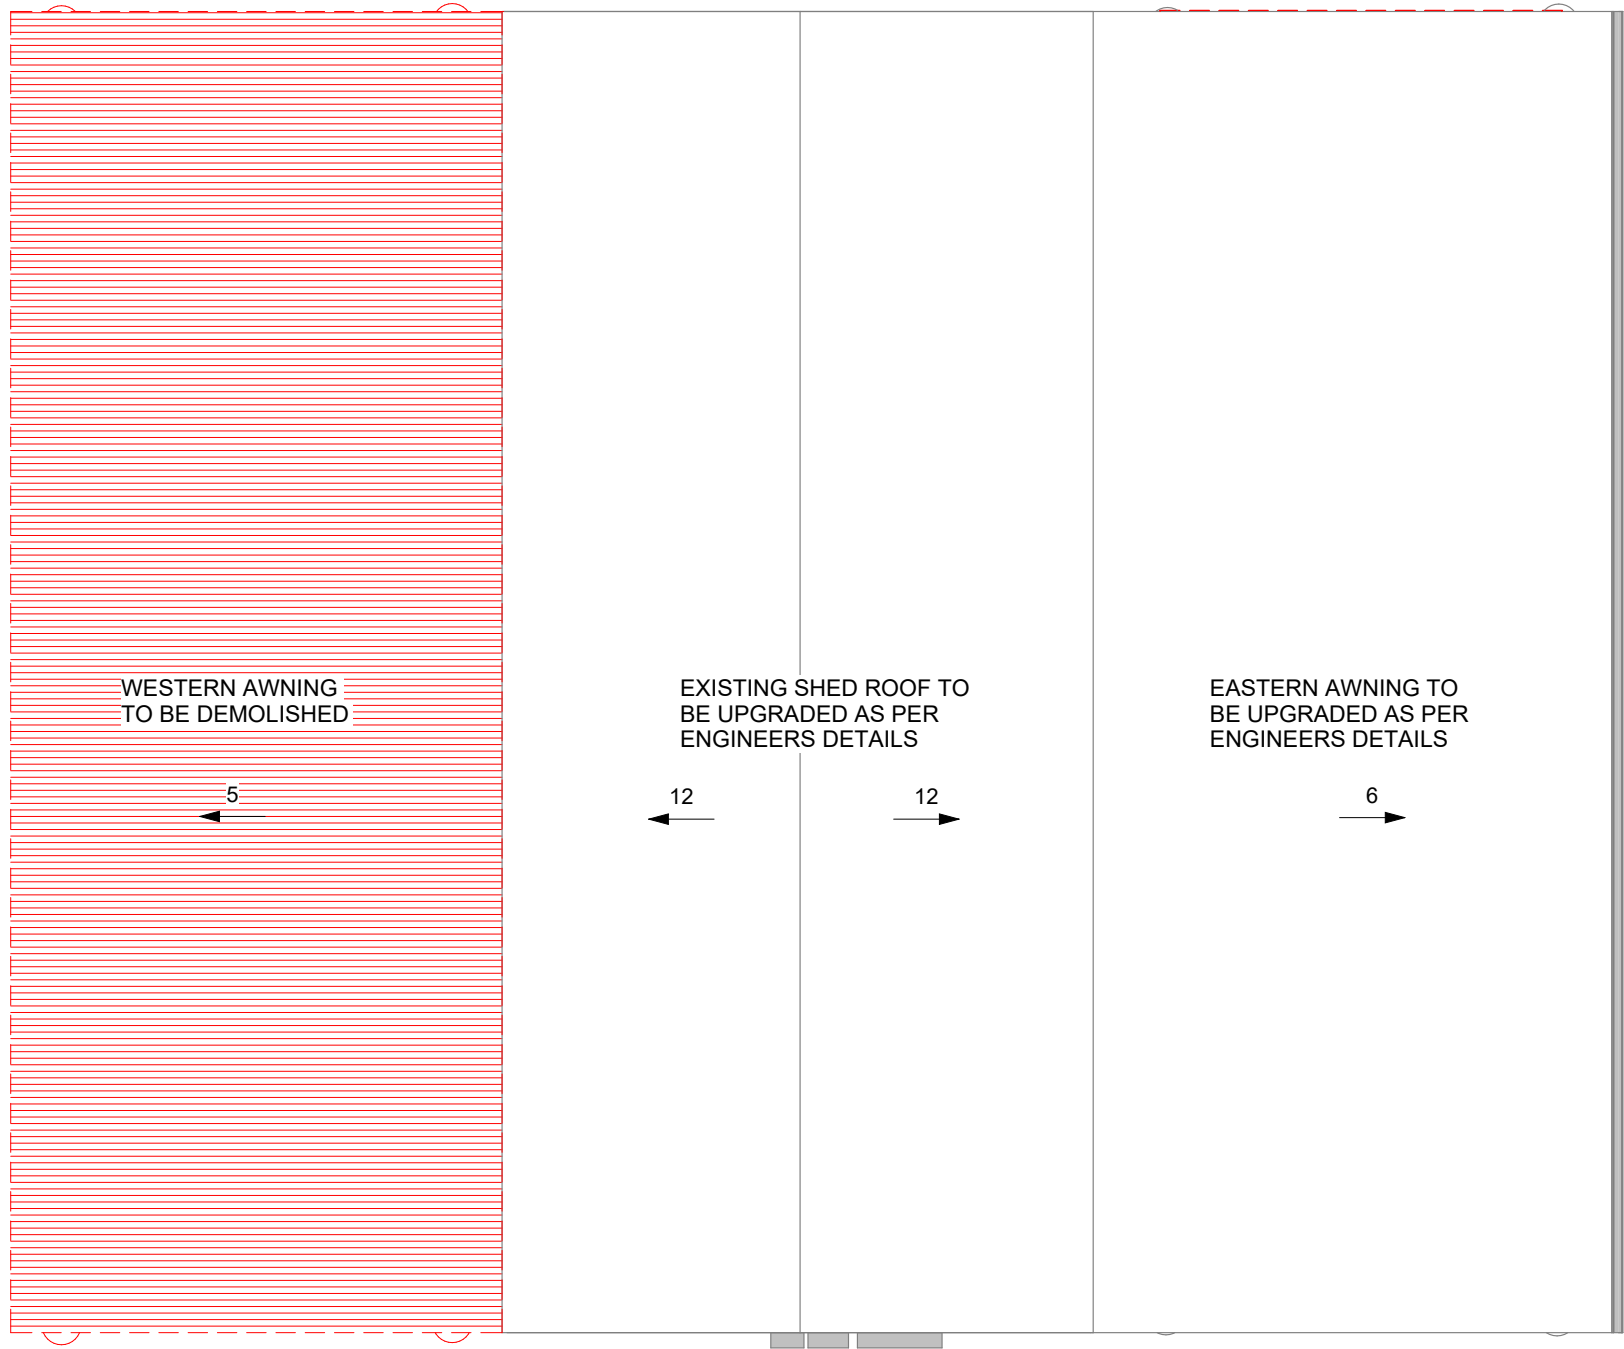 WESTERN AWNING
TO BE DEMOLISHED
5
EXISTING SHED ROOF TO
BE UPGRADED AS PER
ENGINEERS DETAILS
12
12
EASTERN AWNING TO
BE UPGRADED AS PER
ENGINEERS DETAILS
6